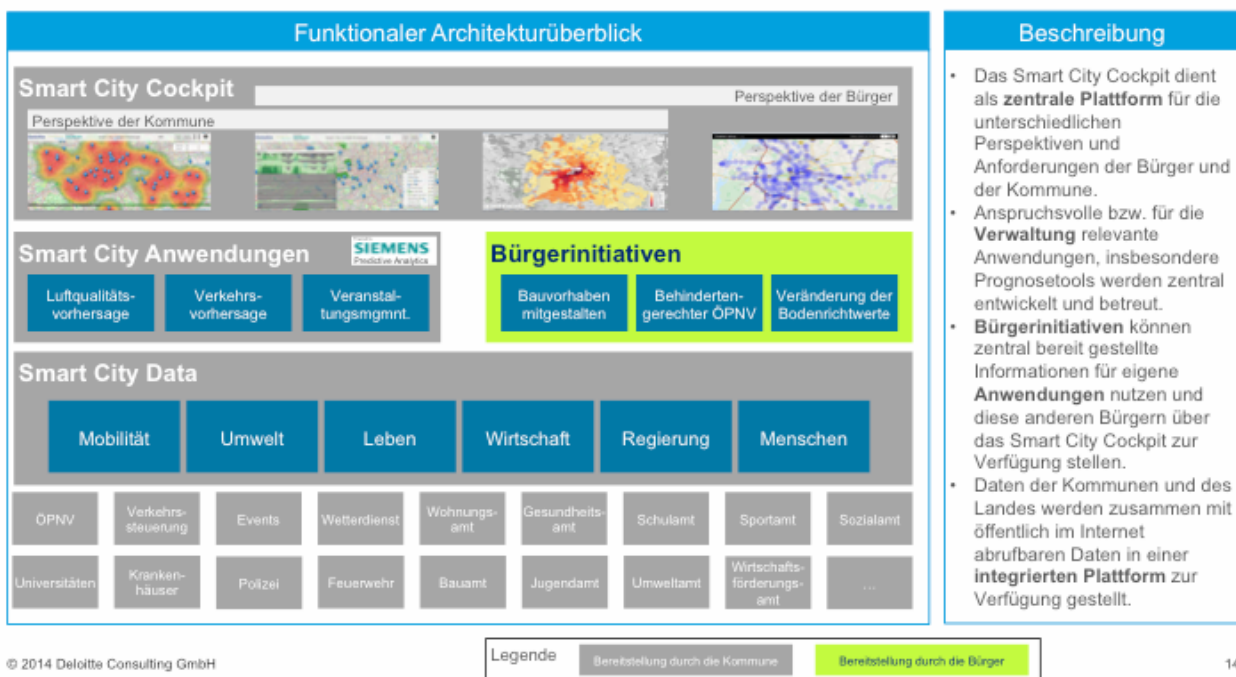 Funktionaler Architekturüberblick
Smart City Cockpit
Perspektive der Bürger
Perspektive der Kommune
Smart City Anwendungen
SIEMENS
Predictive Analytics
Luftqualitäts-
vorhersage
Verkehrs-
vorhersage
Veranstal-
tungsmgmnt.
Bürgerinitiativen
Bauvorhaben
mitgestalten
Behinderten-
gerechter ÖPNV
Veränderung der
Bodenrichtwerte
Smart City Data
Mobilität
Umwelt
Leben
Wirtschaft
Regierung
Menschen
ÖPNV
Verkehrs-
steuerung
Events
Wetterdienst
Wohnungs-
amt
Gesundheits-
amt
Schulamt
Sportamt
Sozialamt
Universitäten
Kranken-
häuser
Polizei
Feuerwehr
Bauamt
Jugendamt
Umweltamt
Wirtschafts-
förderungs-
amt
...
Beschreibung
• Das Smart City Cockpit dient
als zentrale Plattform für die
unterschiedlichen
Perspektiven und
Anforderungen der Bürger und
der Kommune.
• Anspruchsvolle bzw. für die
Verwaltung relevante
Anwendungen, insbesondere
Prognosetools werden zentral
entwickelt und betreut.
• Bürgerinitiativen können
zentral bereit gestellte
Informationen für eigene
Anwendungen nutzen und
diese anderen Bürgern über
das Smart City Cockpit zur
Verfügung stellen.
• Daten der Kommunen und des
Landes werden zusammen mit
öffentlich im Internet
abrufbaren Daten in einer
integrierten Plattform zur
Verfügung gestellt.
© 2014 Deloitte Consulting GmbH
Legende
Bereitstellung durch die Kommune
Bereitstellung durch die Bürger